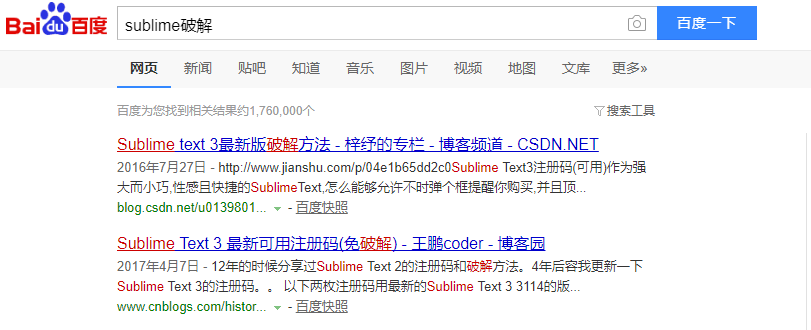 Bai du 百度 sublime破解 百度一下
网页 新闻 贴吧 知道 音乐 图片 视频 地图 文库 更多»
百度为您找到相关结果约1,760,000个 搜索工具
Sublime text 3最新版破解方法 - 梓纾的专栏 - 博客频道 - CSDN.NET
2016年7月27日 - http://www.jianshu.com/p/04e1b65dd2c0Sublime Text3注册码(可用)作为强
大而小巧,性感且快捷的SublimeText,怎么能够允许不时弹个框提醒你购买,并且顶...
blog.csdn.net/u0139801... - 百度快照
Sublime Text 3 最新可用注册码(免破解) - 王鹏coder - 博客园
2017年4月7日 - 12年的时候分享过Sublime Text 2的注册码和破解方法。4年后容我更新一下
Sublime Text 3的注册码。。 以下两枚注册码用最新的Sublime Text 3 3114的版...
www.cnblogs.com/histor... - 百度快照